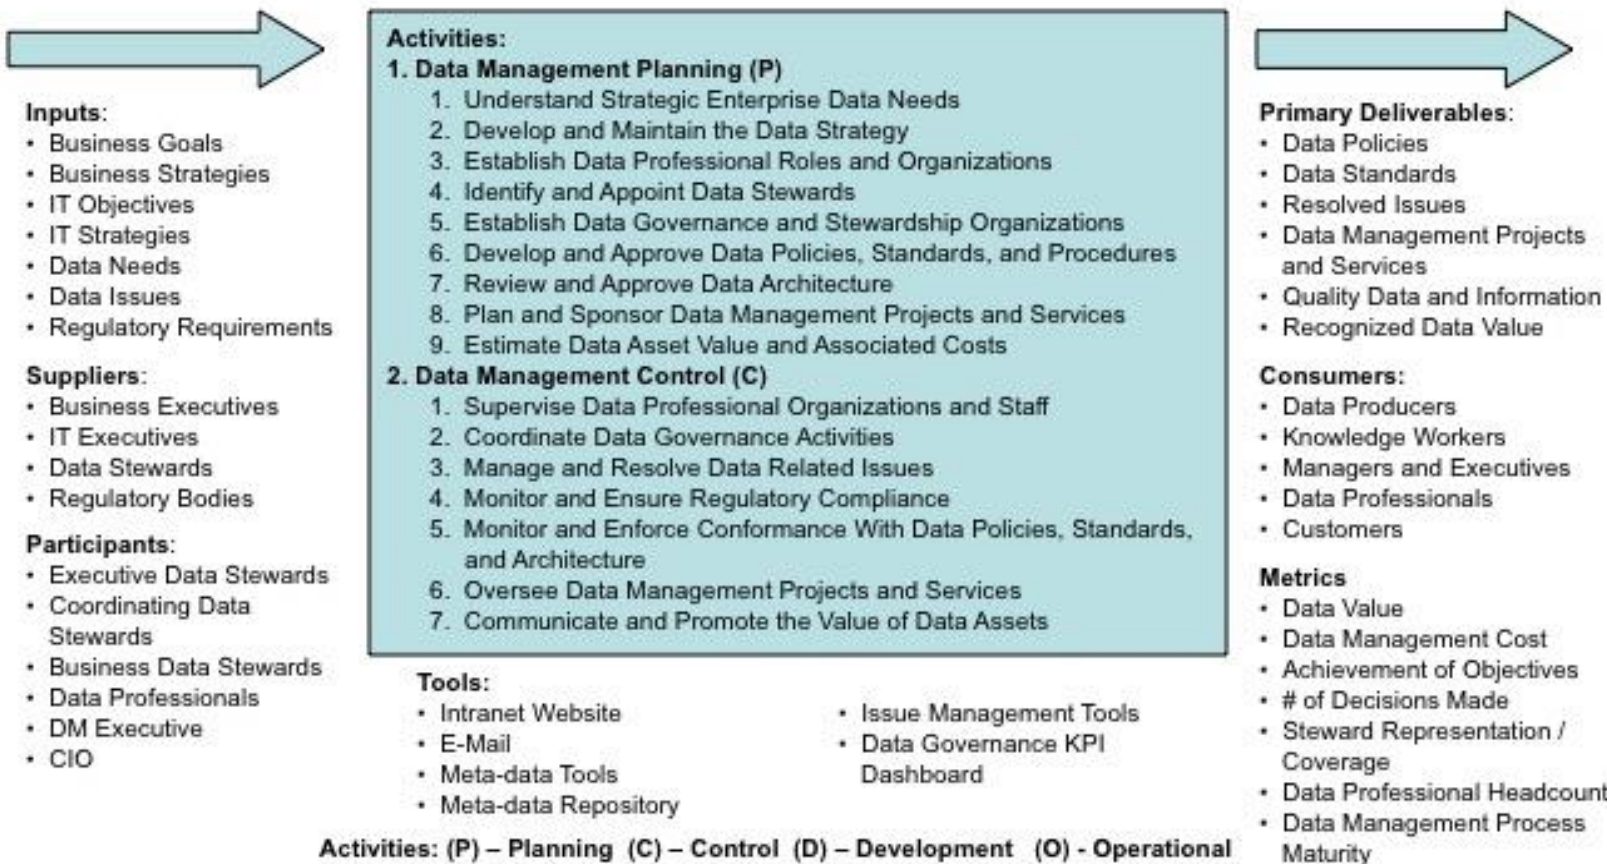 Inputs:
• Business Goals
• Business Strategies
• IT Objectives
• IT Strategies
• Data Needs
• Data Issues
• Regulatory Requirements
Suppliers:
• Business Executives
• IT Executives
• Data Stewards
• Regulatory Bodies
Participants:
• Executive Data Stewards
• Coordinating Data
Stewards
• Business Data Stewards
• Data Professionals
• DM Executive
• CIO
Activities:
1. Data Management Planning (P)
1. Understand Strategic Enterprise Data Needs
2. Develop and Maintain the Data Strategy
3. Establish Data Professional Roles and Organizations
4. Identify and Appoint Data Stewards
5. Establish Data Governance and Stewardship Organizations
6. Develop and Approve Data Policies, Standards, and Procedures
7. Review and Approve Data Architecture
8. Plan and Sponsor Data Management Projects and Services
9. Estimate Data Asset Value and Associated Costs
2. Data Management Control (C)
1. Supervise Data Professional Organizations and Staff
2. Coordinate Data Governance Activities
3. Manage and Resolve Data Related Issues
4. Monitor and Ensure Regulatory Compliance
5. Monitor and Enforce Conformance With Data Policies, Standards,
and Architecture
6. Oversee Data Management Projects and Services
7. Communicate and Promote the Value of Data Assets
Tools:
• Intranet Website
• E-Mail
• Meta-data Tools
• Meta-data Repository
• Issue Management Tools
• Data Governance KPI
Dashboard
Primary Deliverables:
• Data Policies
• Data Standards
• Resolved Issues
• Data Management Projects
and Services
• Quality Data and Information
• Recognized Data Value
Consumers:
• Data Producers
• Knowledge Workers
• Managers and Executives
• Data Professionals
• Customers
Metrics
• Data Value
• Data Management Cost
• Achievement of Objectives
• # of Decisions Made
• Steward Representation /
Coverage
• Data Professional Headcount
• Data Management Process
Maturity
Activities: (P) – Planning (C) – Control (D) – Development (O) - Operational